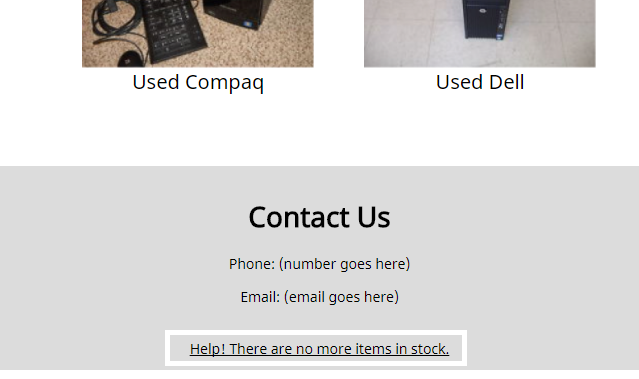 Used Compaq
Used Dell
Contact Us
Phone: (number goes here)
Email: (email goes here)
Help! There are no more items in stock.